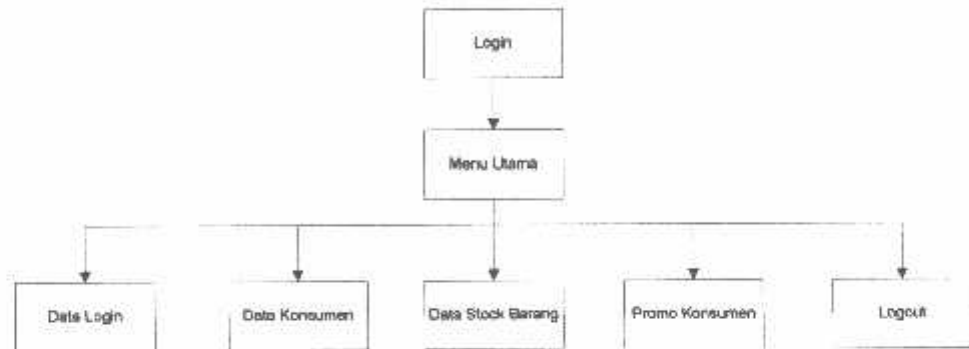 Login
Menu Utama
Data Login
Data Konsumen
Data Stock Barang
Promo Konsumen
Logout